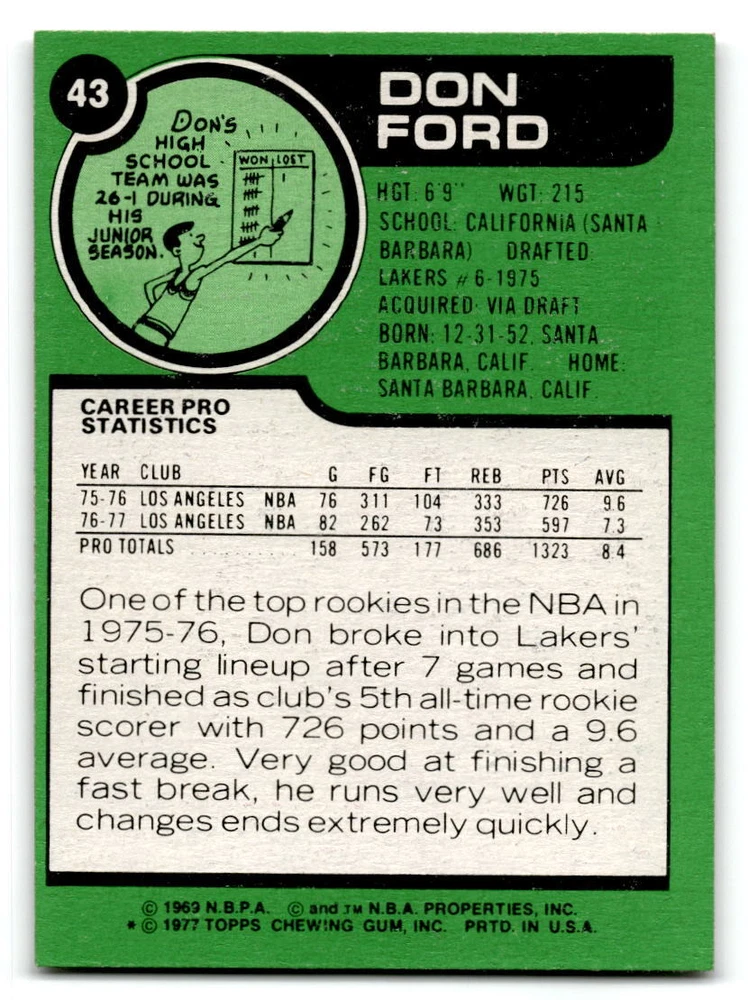 43
DON
FORD
DON'S
HIGH
SCHOOL
TEAM WAS
26-1 DURING
HIS
JUNIOR
SEASON.
WON LOST
HGT: 6'9" WGT: 215
SCHOOL: CALIFORNIA (SANTA
BARBARA) DRAFTED:
LAKERS #6-1975
ACQUIRED: VIA DRAFT
BORN: 12-31-52, SANTA
BARBARA, CALIF. HOME:
SANTA BARBARA, CALIF.
CAREER PRO
STATISTICS
YEAR CLUB G FG FT REB PTS AVG
75-76 LOS ANGELES NBA 76 311 104 333 726 9.6
76-77 LOS ANGELES NBA 82 262 73 353 597 7.3
PRO TOTALS . . . . . . . . . . 158 573 177 686 1323 8.4
One of the top rookies in the NBA in
1975-76, Don broke into Lakers'
starting lineup after 7 games and
finished as club's 5th all-time rookie
scorer with 726 points and a 9.6
average. Very good at finishing a
fast break, he runs very well and
changes ends extremely quickly.
© 1969 N.B.P.A. © and TM N.B.A. PROPERTIES, INC.
* © 1977 TOPPS CHEWING GUM, INC. PRTD. IN U.S.A.